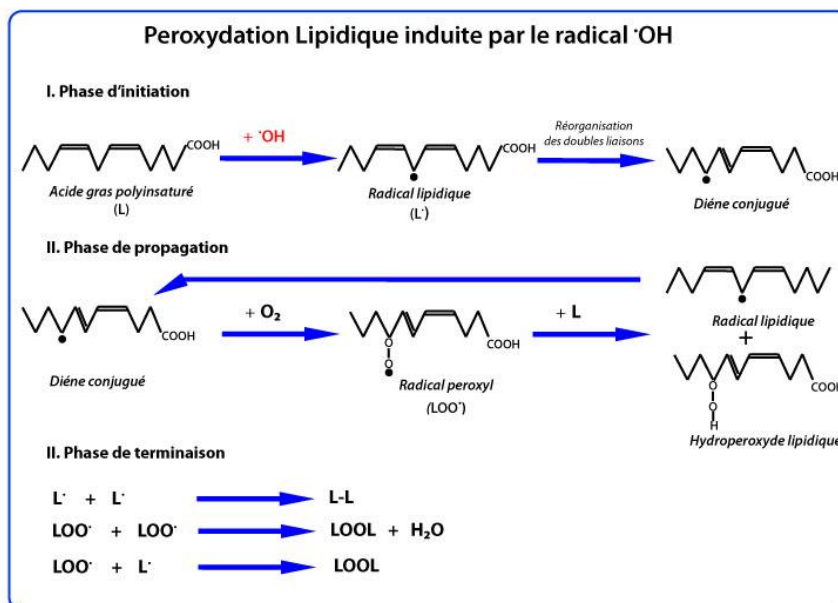 Peroxydation Lipidique induite par le radical ·OH
I. Phase d'initiation
COOH
+ ·OH
COOH
Réorganisation
des doubles liaisons
COOH
Acide gras polyinsaturé
(L)
Radical lipidique
(L·)
Diéne conjugué
II. Phase de propagation
COOH
+ O₂
O
O
COOH
+ L
Radical lipidique
+
COOH
O
O
H
Diéne conjugué
Radical peroxyl
(LOO·)
Hydroperoxyde lipidique
II. Phase de terminaison
L· + L· L-L
LOO· + LOO· LOOL + H₂O
LOO· + L· LOOL